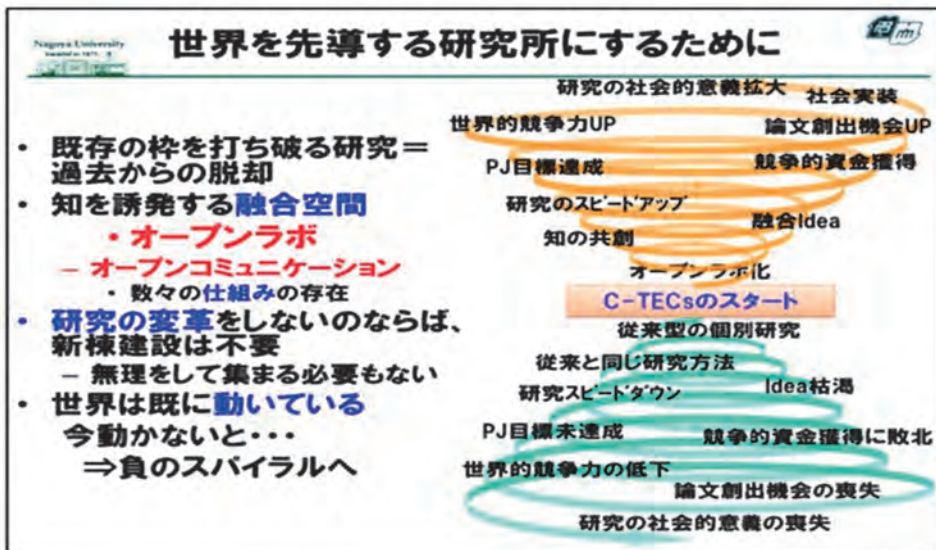 Nagoya University
世界を先導する研究所にするために
・ 既存の枠を打ち破る研究＝
過去からの脱却
・ 知を誘発する融合空間
・オープンラボ
– オープンコミュニケーション
・ 数々の仕組みの存在
・ 研究の変革をしないのならば、
新棟建設は不要
– 無理をして集まる必要もない
・ 世界は既に動いている
今動かないと・・・
⇒負のスパイラルへ
研究の社会的意義拡大
社会実装
世界的競争力UP
論文創出機会UP
PJ目標達成
競争的資金獲得
研究のスピードアップ
融合Idea
知の共創
オープンラボ化
C-TECsのスタート
従来型の個別研究
従来と同じ研究方法
Idea枯渇
研究スピードダウン
PJ目標未達成
競争的資金獲得に敗北
世界的競争力の低下
論文創出機会の喪失
研究の社会的意義の喪失